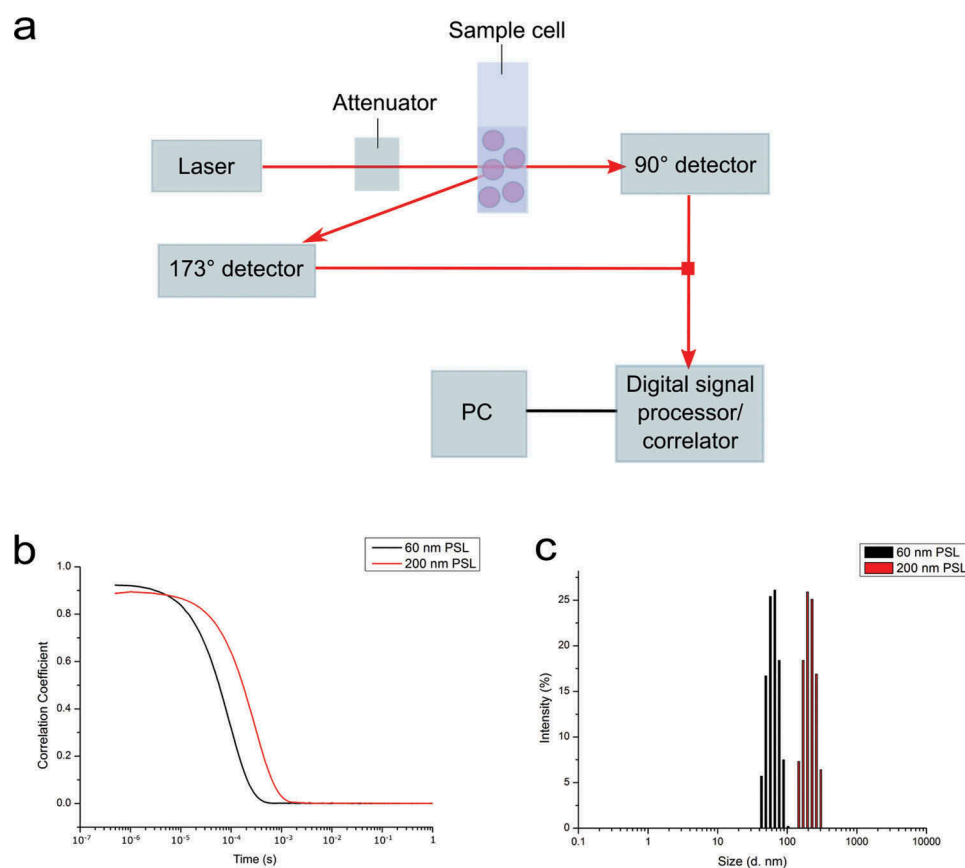 a
Sample cell
Attenuator
Laser
90° detector
173° detector
PC
Digital signal
processor/
correlator
b
60 nm PSL
200 nm PSL
1.0
0.8
0.6
0.4
0.2
0.0
Correlation Coefficient
10⁻⁷ 10⁻⁶ 10⁻⁵ 10⁻⁴ 10⁻³ 10⁻² 10⁻¹ 1
Time (s)
c
60 nm PSL
200 nm PSL
25
20
15
10
5
0
Intensity (%)
0.1 1 10 100 1000 10000
Size (d. nm)